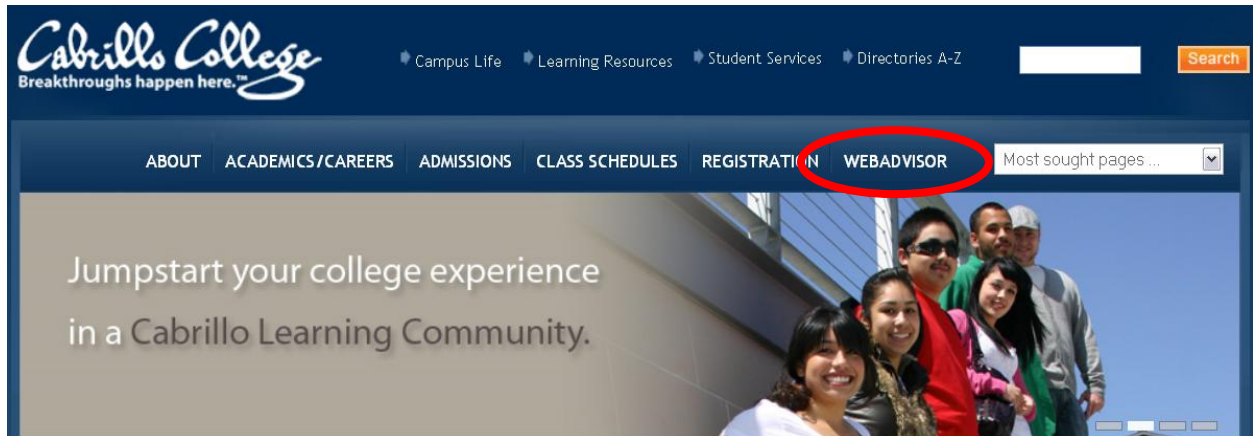 Cabrillo College
Breakthroughs happen here.™
Campus Life Learning Resources Student Services Directories A-Z
Search
ABOUT ACADEMICS/CAREERS ADMISSIONS CLASS SCHEDULES REGISTRATION WEBADVISOR
Most sought pages ...
Jumpstart your college experience
in a Cabrillo Learning Community.